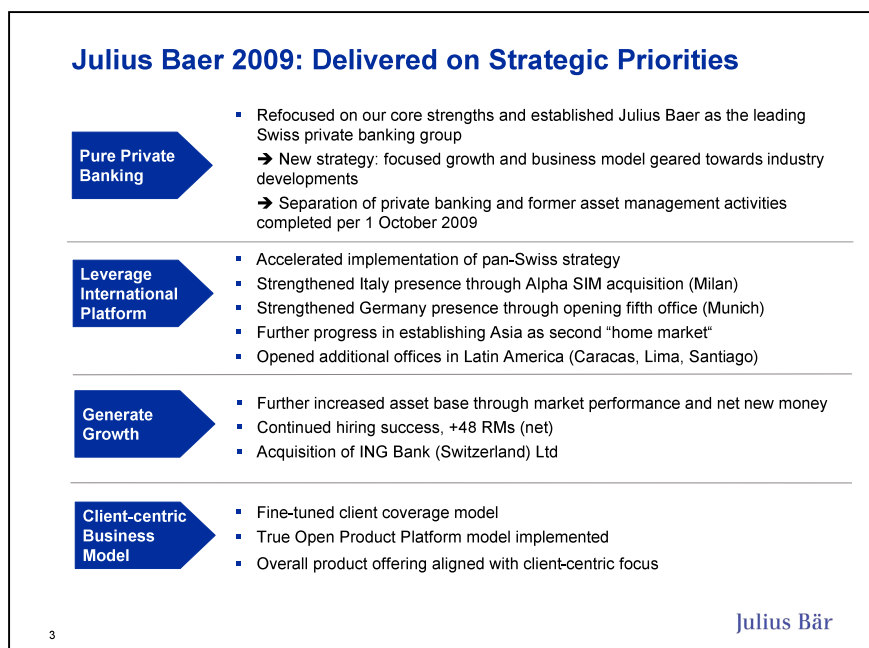 Julius Baer 2009: Delivered on Strategic Priorities
Pure Private
Banking
▪ Refocused on our core strengths and established Julius Baer as the leading
Swiss private banking group
➔ New strategy: focused growth and business model geared towards industry
developments
➔ Separation of private banking and former asset management activities
completed per 1 October 2009
Leverage
International
Platform
▪ Accelerated implementation of pan-Swiss strategy
▪ Strengthened Italy presence through Alpha SIM acquisition (Milan)
▪ Strengthened Germany presence through opening fifth office (Munich)
▪ Further progress in establishing Asia as second “home market“
▪ Opened additional offices in Latin America (Caracas, Lima, Santiago)
Generate
Growth
▪ Further increased asset base through market performance and net new money
▪ Continued hiring success, +48 RMs (net)
▪ Acquisition of ING Bank (Switzerland) Ltd
Client-centric
Business
Model
▪ Fine-tuned client coverage model
▪ True Open Product Platform model implemented
▪ Overall product offering aligned with client-centric focus
3
Julius Bär